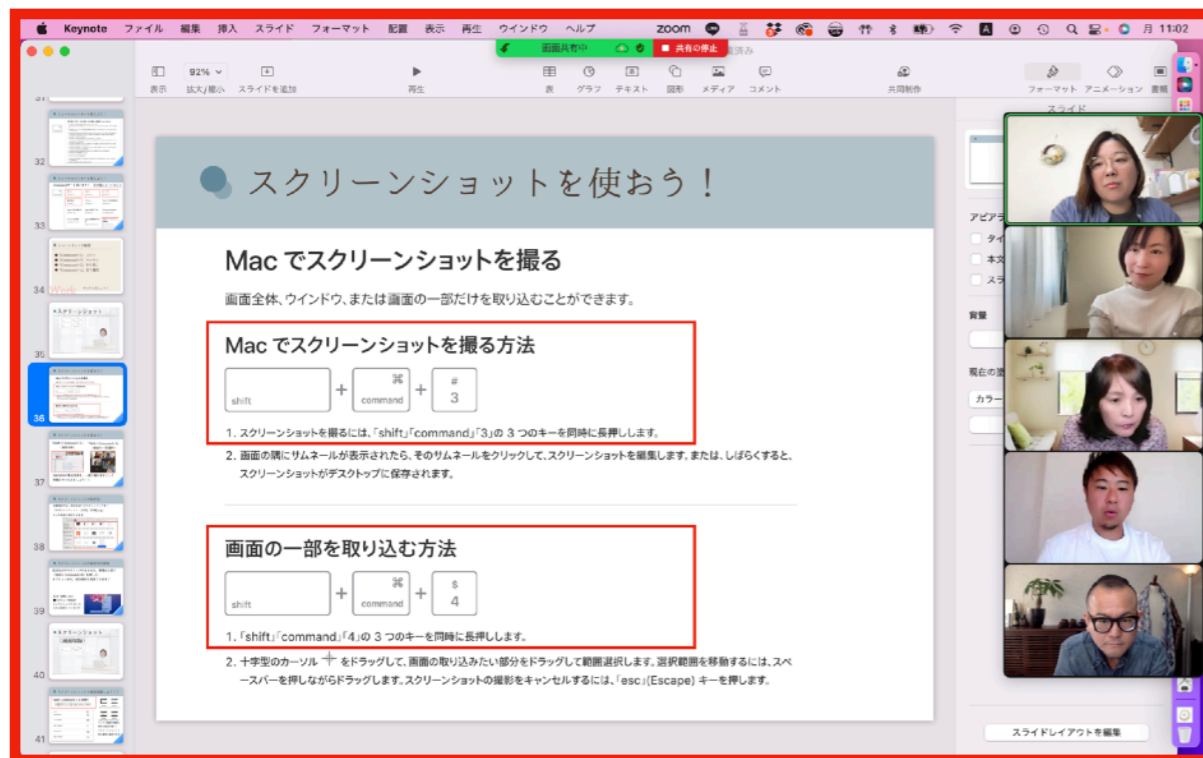 Keynote ファイル 編集 挿入 スライド フォーマット 配置 表示 再生 ウインドウ ヘルプ zoom 月 11:02
画面共有中 共有の停止
92%
表示 拡大/縮小 スライドを追加 再生 表 グラフ テキスト 図形 メディア コメント 共同制作 フォーマット アニメーション 書類
スライド
32
33
34
35
36
37
38
39
40
41
スクリーンショットを使おう!
Mac でスクリーンショットを撮る
画面全体、ウインドウ、または画面の一部だけを取り込むことができます。
Mac でスクリーンショットを撮る方法
shift + ⌘ command + # 3
1. スクリーンショットを撮るには、「shift」「command」「3」の 3 つのキーを同時に長押しします。
2. 画面の隅にサムネールが表示されたら、そのサムネールをクリックして、スクリーンショットを編集します。または、しばらくすると、
スクリーンショットがデスクトップに保存されます。
画面の一部を取り込む方法
shift + ⌘ command + $ 4
1. 「shift」「command」「4」の 3 つのキーを同時に長押しします。
2. 十字型のカーソル をドラッグして、画面の取り込みたい部分をドラッグして範囲選択します。選択範囲を移動するには、スペ
ースバーを押しながらドラッグします。スクリーンショットの撮影をキャンセルするには、「esc」(Escape) キーを押します。
アピアラ
タイ
本文
スラ
背景
現在の塗
カラー
スライドレイアウトを編集